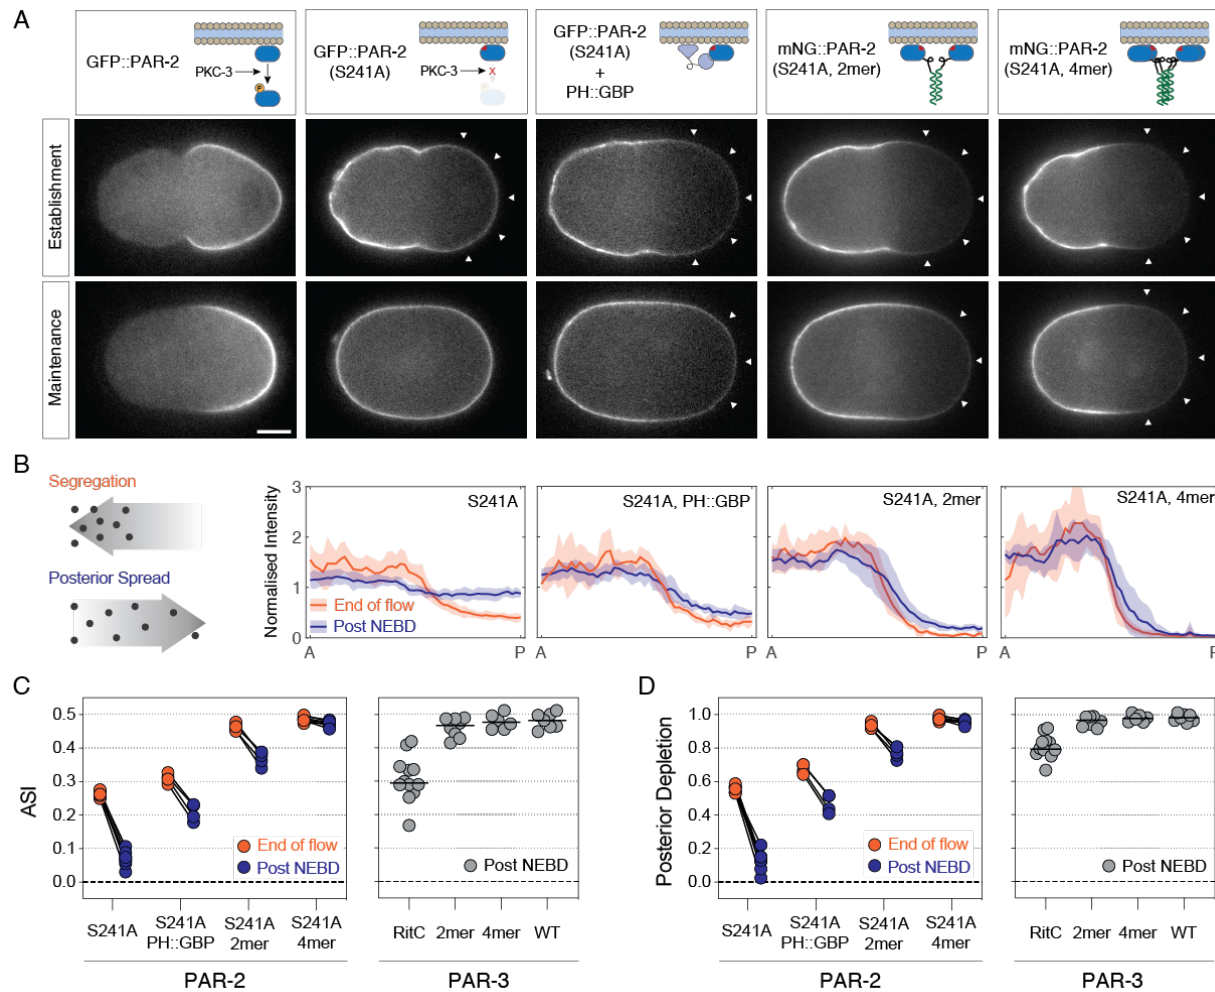 A
GFP::PAR-2
PKC-3
P
GFP::PAR-2
(S241A)
PKC-3
X
GFP::PAR-2
(S241A)
+
PH::GBP
mNG::PAR-2
(S241A, 2mer)
mNG::PAR-2
(S241A, 4mer)
Establishment
Maintenance
B
Segregation
Posterior Spread
Normalised Intensity
3
2
1
0
S241A
End of flow
Post NEBD
A
P
S241A, PH::GBP
A
P
S241A, 2mer
A
P
S241A, 4mer
A
P
C
ASI
0.5
0.4
0.3
0.2
0.1
0.0
End of flow
Post NEBD
S241A
S241A
PH::GBP
S241A
2mer
S241A
4mer
PAR-2
Post NEBD
RitC
2mer
4mer
WT
PAR-3
D
Posterior Depletion
1.0
0.8
0.6
0.4
0.2
0.0
End of flow
Post NEBD
S241A
S241A
PH::GBP
S241A
2mer
S241A
4mer
PAR-2
Post NEBD
RitC
2mer
4mer
WT
PAR-3